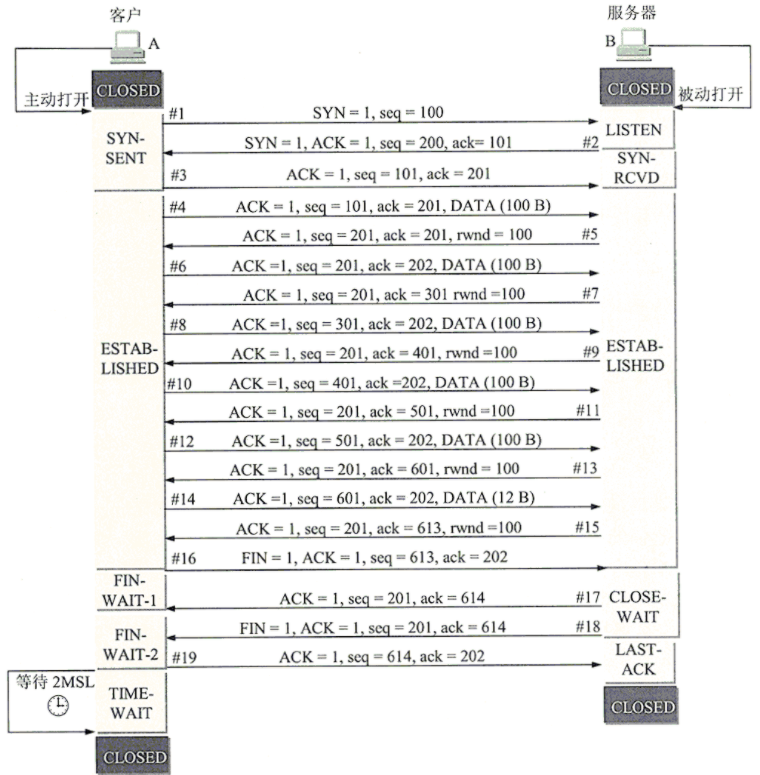 客户
服务器
A
B
CLOSED
CLOSED
主动打开
被动打开
#1
SYN = 1, seq = 100
LISTEN
SYN-
SENT
SYN = 1, ACK = 1, seq = 200, ack= 101
#2
SYN-
RCVD
#3
ACK = 1, seq = 101, ack = 201
#4
ACK = 1, seq = 101, ack = 201, DATA (100 B)
ACK = 1, seq = 201, ack = 201, rwnd = 100
#5
#6
ACK =1, seq = 201, ack = 202, DATA (100 B)
ACK = 1, seq = 201, ack = 301 rwnd =100
#7
#8
ACK =1, seq = 301, ack = 202, DATA (100 B)
ESTAB-
LISHED
ACK = 1, seq = 201, ack = 401, rwnd =100
#9
ESTAB-
LISHED
#10
ACK =1, seq = 401, ack =202, DATA (100 B)
ACK = 1, seq = 201, ack = 501, rwnd =100
#11
#12
ACK =1, seq = 501, ack = 202, DATA (100 B)
ACK = 1, seq = 201, ack = 601, rwnd = 100
#13
#14
ACK =1, seq = 601, ack = 202, DATA (12 B)
ACK = 1, seq = 201, ack = 613, rwnd =100
#15
#16
FIN = 1, ACK = 1, seq = 613, ack = 202
FIN-
WAIT-1
ACK = 1, seq = 201, ack = 614
#17
CLOSE-
WAIT
FIN = 1, ACK = 1, seq = 201, ack = 614
#18
FIN-
WAIT-2
#19
ACK = 1, seq = 614, ack = 202
LAST-
ACK
等待 2MSL
TIME-
WAIT
CLOSED
CLOSED